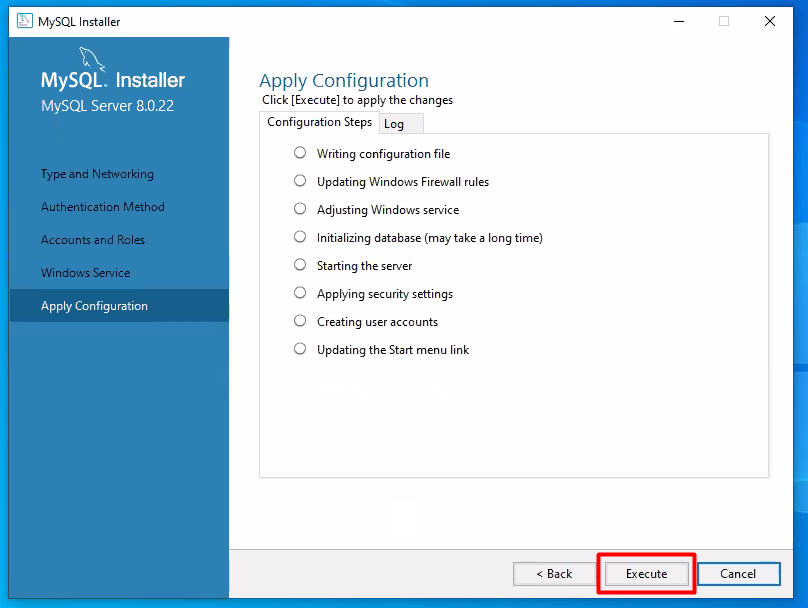 MySQL Installer
MySQL. Installer
MySQL Server 8.0.22
Type and Networking
Authentication Method
Accounts and Roles
Windows Service
Apply Configuration
Apply Configuration
Click [Execute] to apply the changes
Configuration Steps
Log
Writing configuration file
Updating Windows Firewall rules
Adjusting Windows service
Initializing database (may take a long time)
Starting the server
Applying security settings
Creating user accounts
Updating the Start menu link
< Back
Execute
Cancel